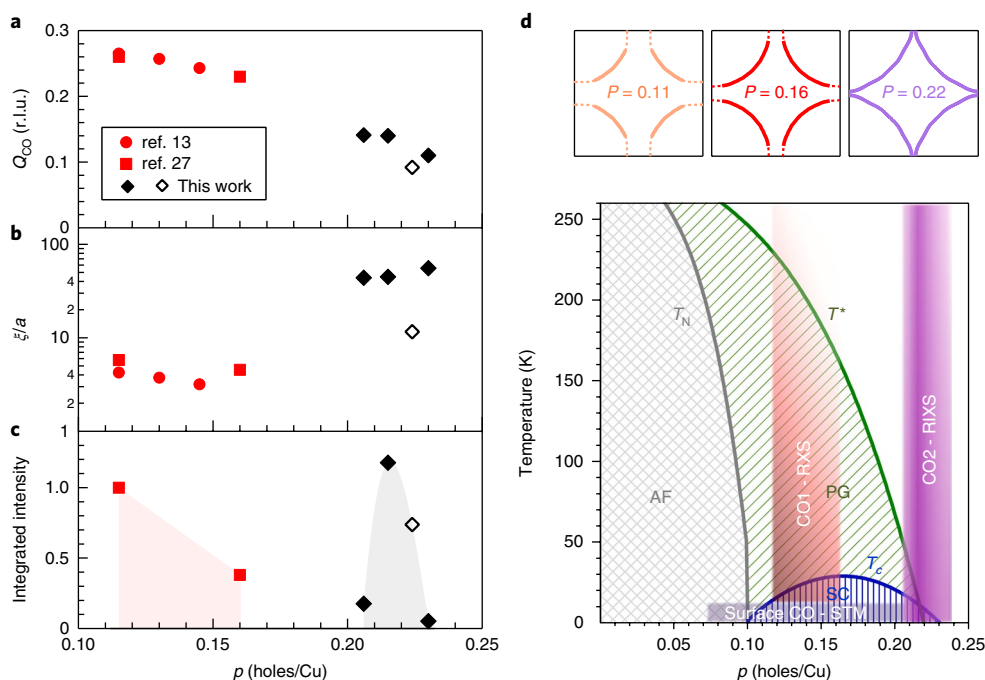 a
0.3
0.2
0.1
0
Q_CO (r.l.u.)
ref. 13
ref. 27
This work
b
100
4
2
10
4
2
ξ/a
c
1
1.0
0.5
0
Integrated intensity
0.10
0.15
0.20
0.25
p (holes/Cu)
d
P = 0.11
P = 0.16
P = 0.22
250
200
150
100
50
0
Temperature (K)
T_N
T*
AF
CO1 - RXS
PG
CO2 - RIXS
T_c
SC
Surface CO - STM
0.05
0.10
0.15
0.20
0.25
p (holes/Cu)